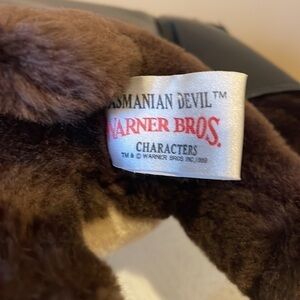 ASMANIAN DEVIL™
WARNER BROS.
CHARACTERS
TM & © WARNER BROS INC,